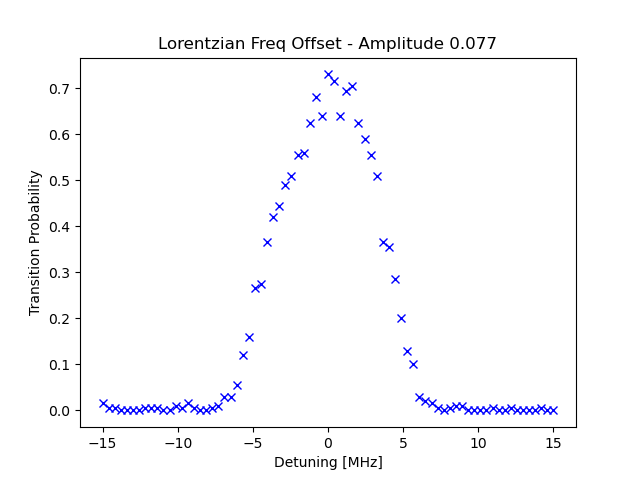 Lorentzian Freq Offset - Amplitude 0.077
0.7
0.6
0.5
0.4
0.3
0.2
0.1
0.0
Transition Probability
−15 −10 −5 0 5 10 15
Detuning [MHz]